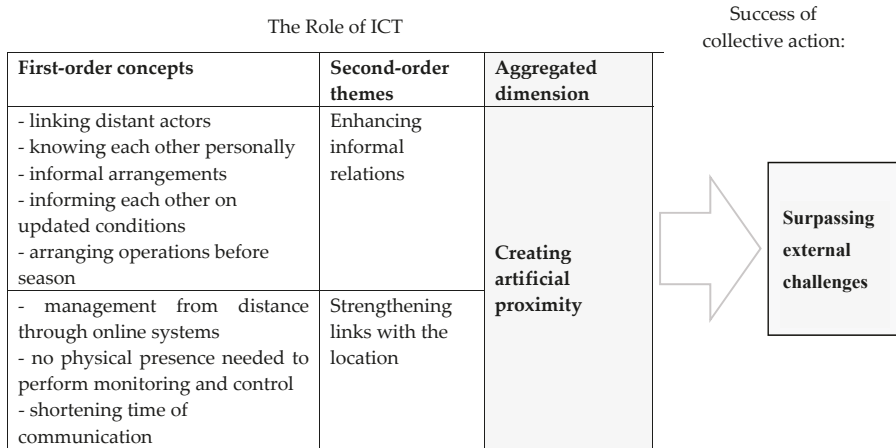 The Role of ICT
Success of
collective action:
First-order concepts
Second-order
themes
Aggregated
dimension
- linking distant actors
- knowing each other personally
- informal arrangements
- informing each other on
updated conditions
- arranging operations before
season
Enhancing
informal
relations
- management from distance
through online systems
- no physical presence needed to
perform monitoring and control
- shortening time of
communication
Strengthening
links with the
location
Creating
artificial
proximity
Surpassing
external
challenges